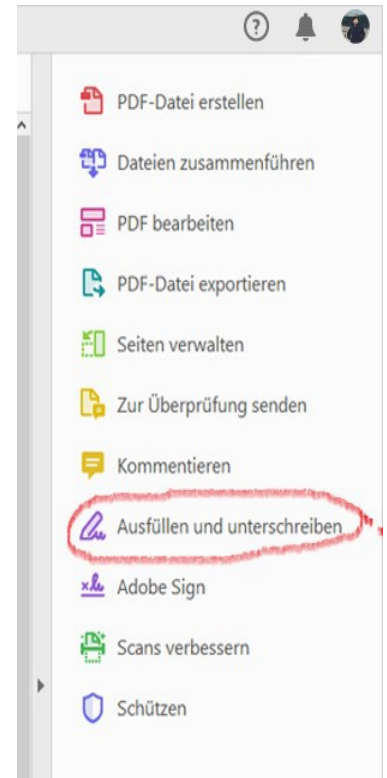 PDF-Datei erstellen
Dateien zusammenführen
PDF bearbeiten
PDF-Datei exportieren
Seiten verwalten
Zur Überprüfung senden
Kommentieren
Ausfüllen und unterschreiben
Adobe Sign
Scans verbessern
Schützen